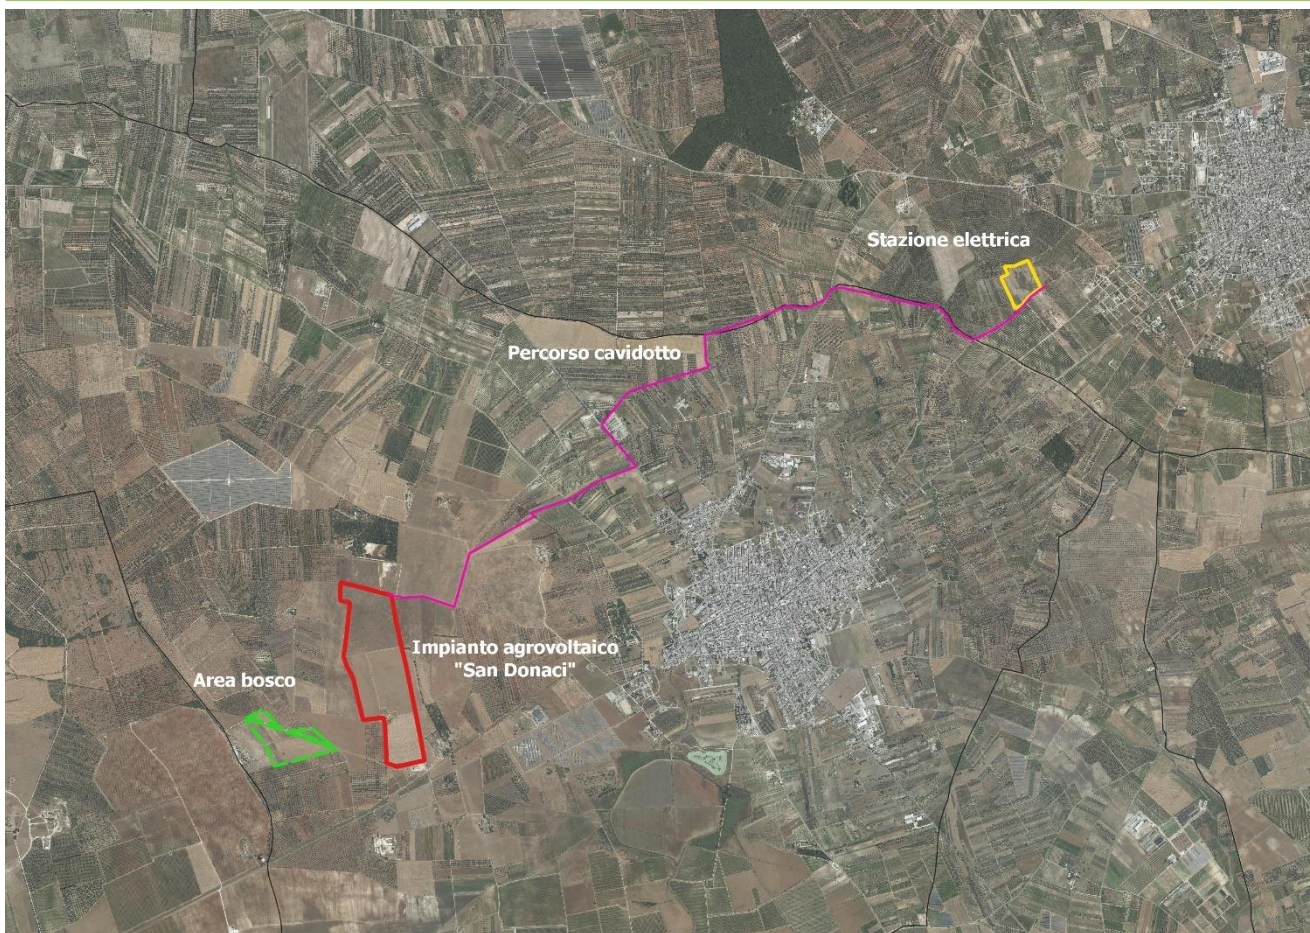 Stazione elettrica
Percorso cavidotto
Impianto agrovoltaico
"San Donaci"
Area bosco